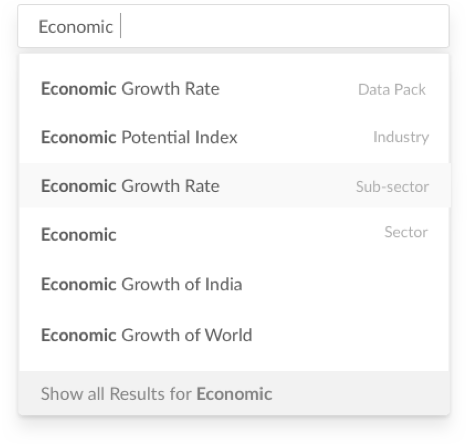 Economic
Economic Growth Rate Data Pack
Economic Potential Index Industry
Economic Growth Rate Sub-sector
Economic Sector
Economic Growth of India
Economic Growth of World
Show all Results for Economic